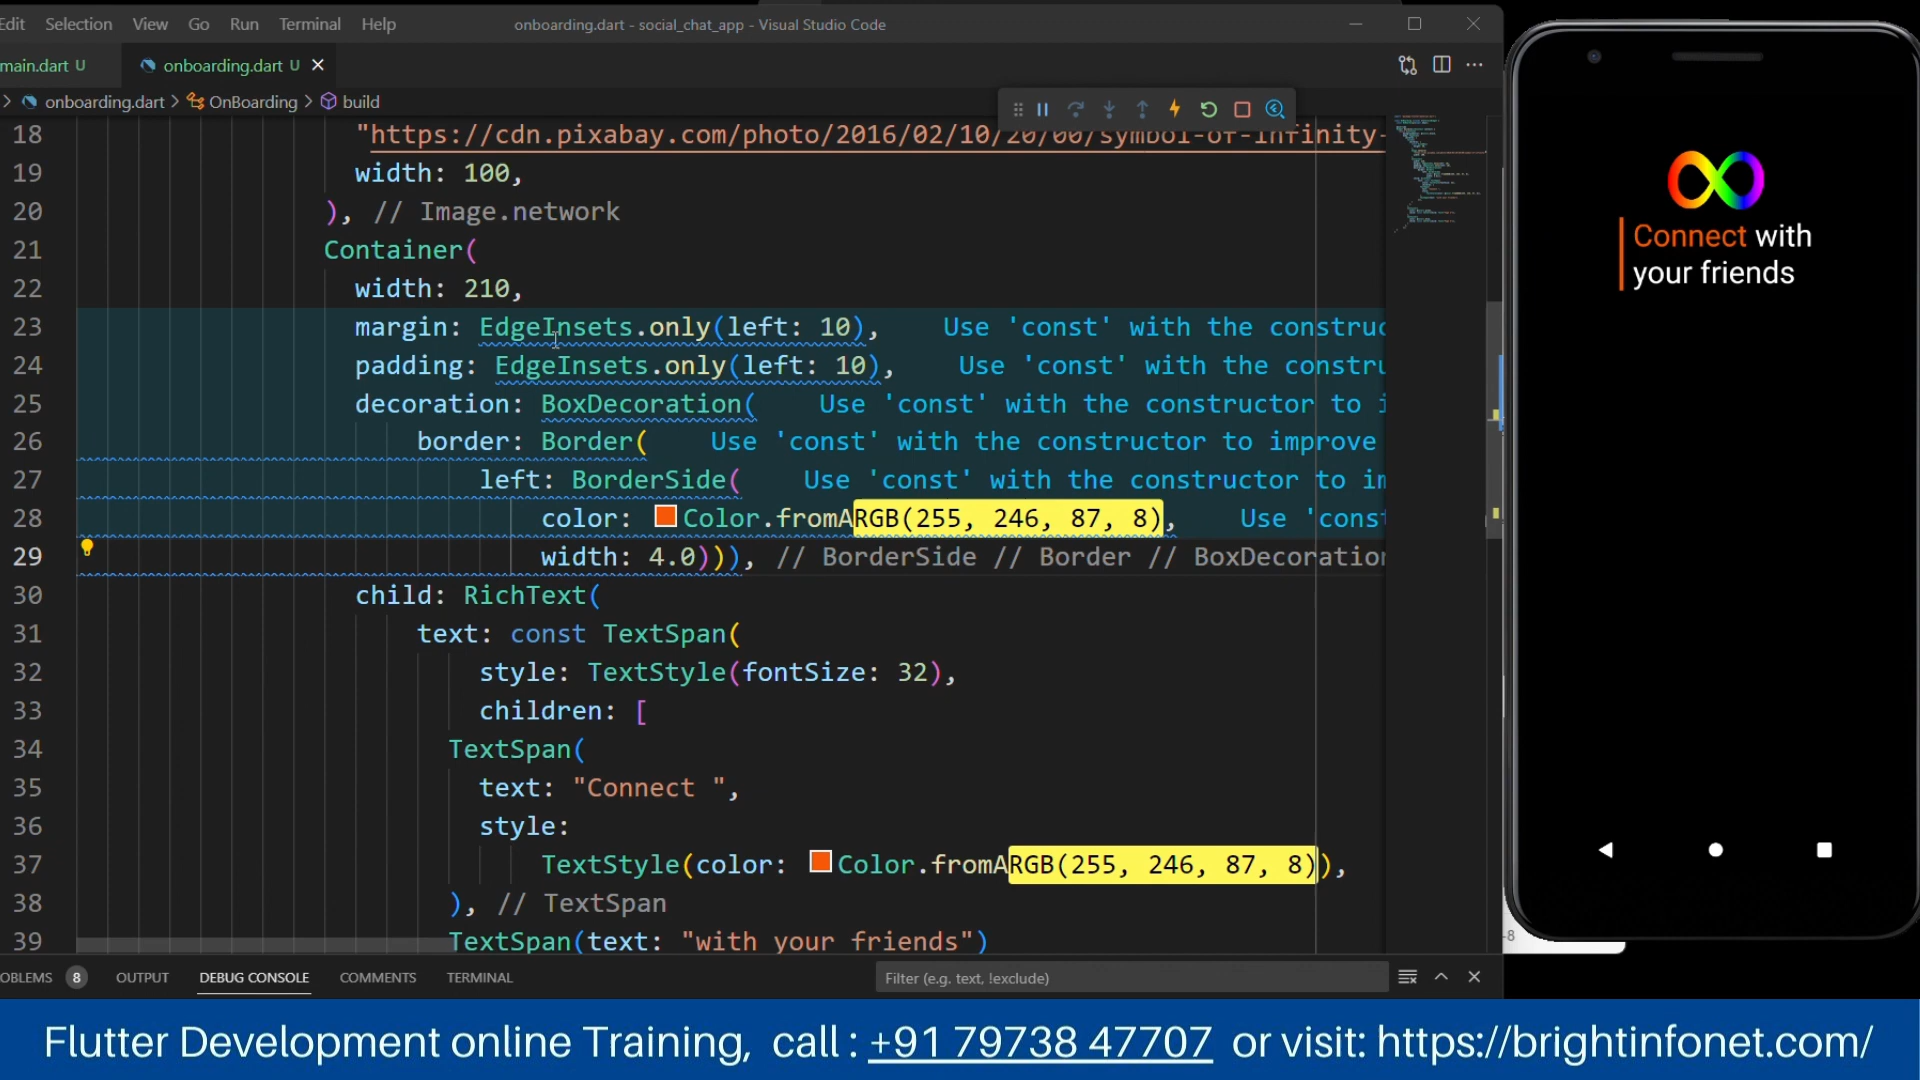 Edit Selection View Go Run Terminal Help onboarding.dart - social_chat_app - Visual Studio Code
main.dart U onboarding.dart U
onboarding.dart > OnBoarding > build
18 "https://cdn.pixabay.com/photo/2016/02/10/20/00/symbol-of-infinity-
19 width: 100,
20 ), // Image.network
21 Container(
22 width: 210,
23 margin: EdgeInsets.only(left: 10), Use 'const' with the construc
24 padding: EdgeInsets.only(left: 10), Use 'const' with the constru
25 decoration: BoxDecoration( Use 'const' with the constructor to i
26 border: Border( Use 'const' with the constructor to improve
27 left: BorderSide( Use 'const' with the constructor to im
28 color: Color.fromARGB(255, 246, 87, 8), Use 'const
29 width: 4.0))), // BorderSide // Border // BoxDecoration
30 child: RichText(
31 text: const TextSpan(
32 style: TextStyle(fontSize: 32),
33 children: [
34 TextSpan(
35 text: "Connect ",
36 style:
37 TextStyle(color: Color.fromARGB(255, 246, 87, 8)),
38 ), // TextSpan
39 TextSpan(text: "with your friends")
OBLEMS 8 OUTPUT DEBUG CONSOLE COMMENTS TERMINAL Filter (e.g. text, !exclude)
Connect with
your friends
-8
Flutter Development online Training, call : +91 79738 47707 or visit: https://brightinfonet.com/